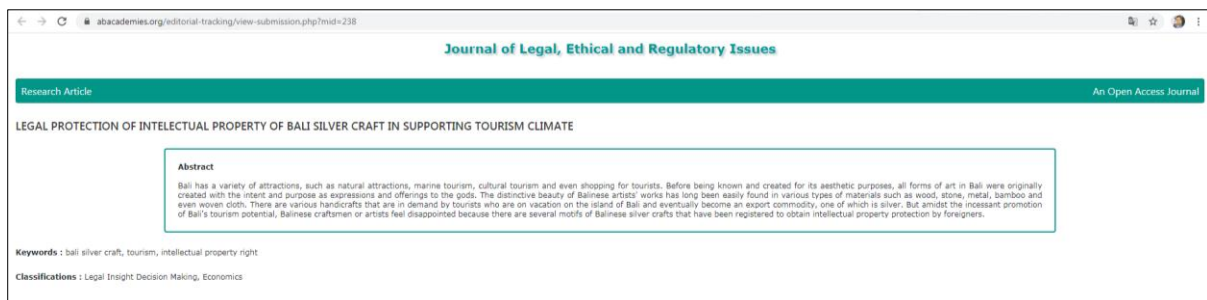 abacademies.org/editorial-tracking/view-submission.php?mid=238
Journal of Legal, Ethical and Regulatory Issues
Research Article An Open Access Journal
LEGAL PROTECTION OF INTELECTUAL PROPERTY OF BALI SILVER CRAFT IN SUPPORTING TOURISM CLIMATE
Abstract
Bali has a variety of attractions, such as natural attractions, marine tourism, cultural tourism and even shopping for tourists. Before being known and created for its aesthetic purposes, all forms of art in Bali were originally
created with the intent and purpose as expressions and offerings to the gods. The distinctive beauty of Balinese artists' works has long been easily found in various types of materials such as wood, stone, metal, bamboo and
even woven cloth. There are various handicrafts that are in demand by tourists who are on vacation on the island of Bali and eventually become an export commodity, one of which is silver. But amidst the incessant promotion
of Bali's tourism potential, Balinese craftsmen or artists feel disappointed because there are several motifs of Balinese silver crafts that have been registered to obtain intellectual property protection by foreigners.
Keywords : bali silver craft, tourism, intellectual property right
Classifications : Legal Insight Decision Making, Economics